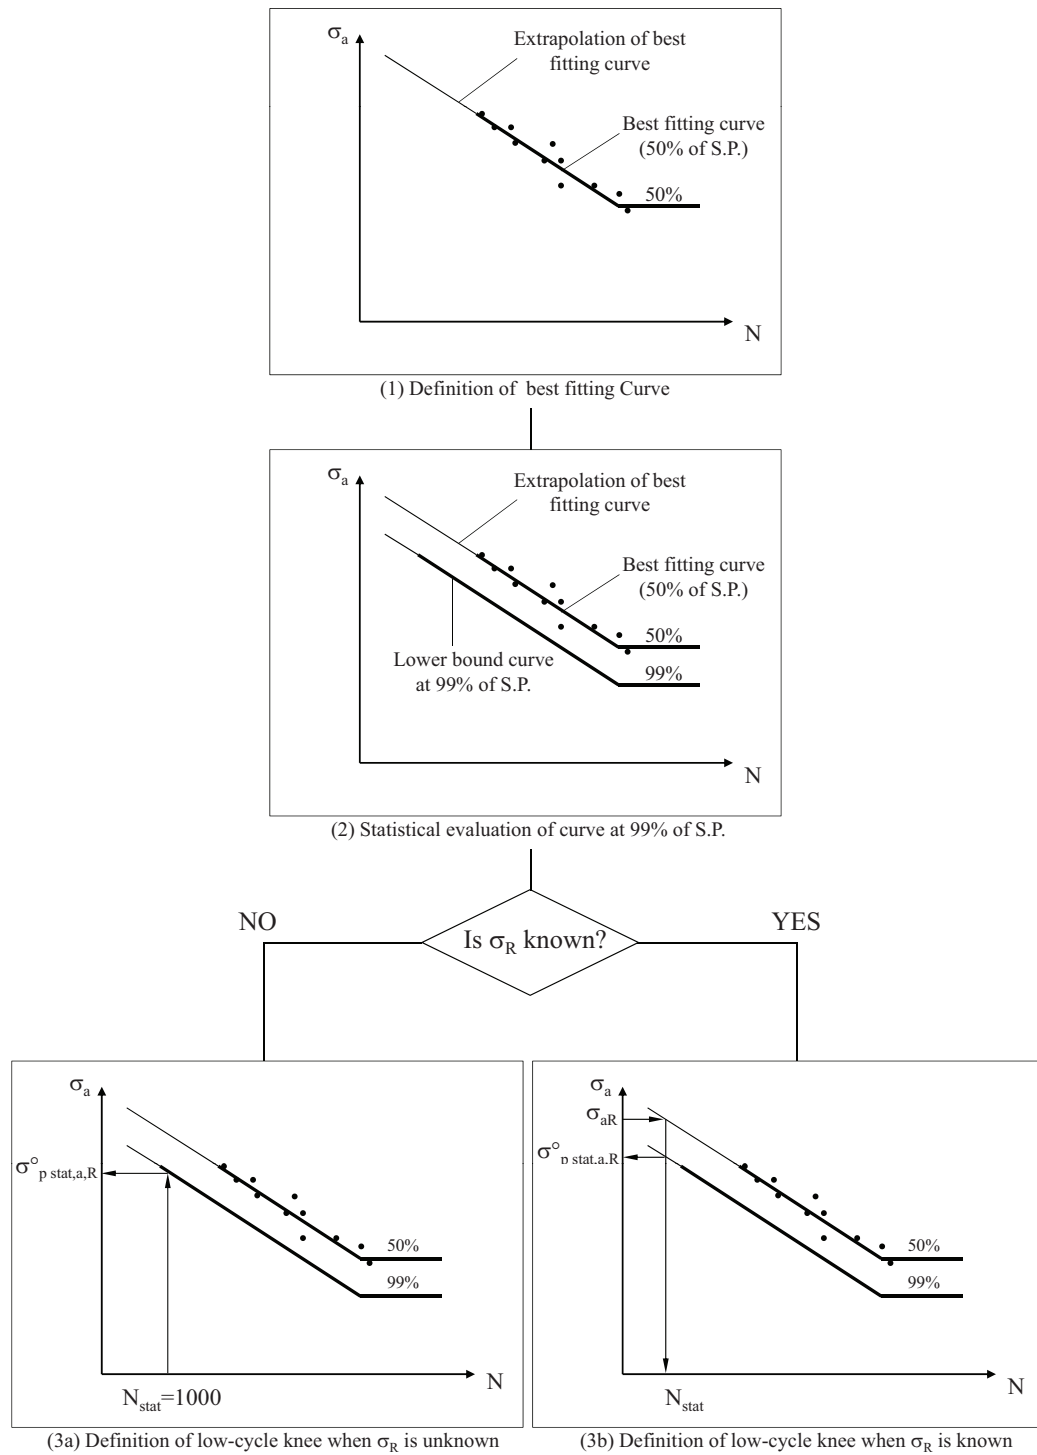 σa
Extrapolation of best
fitting curve
Best fitting curve
(50% of S.P.)
50%
N
(1) Definition of best fitting Curve
σa
Extrapolation of best
fitting curve
Best fitting curve
(50% of S.P.)
50%
99%
Lower bound curve
at 99% of S.P.
N
(2) Statistical evaluation of curve at 99% of S.P.
NO
YES
Is σR known?
σa
σ°p stat,a,R
50%
99%
N
Nstat=1000
(3a) Definition of low-cycle knee when σR is unknown
σa
σaR
σ°p stat,a,R
50%
99%
N
Nstat
(3b) Definition of low-cycle knee when σR is known